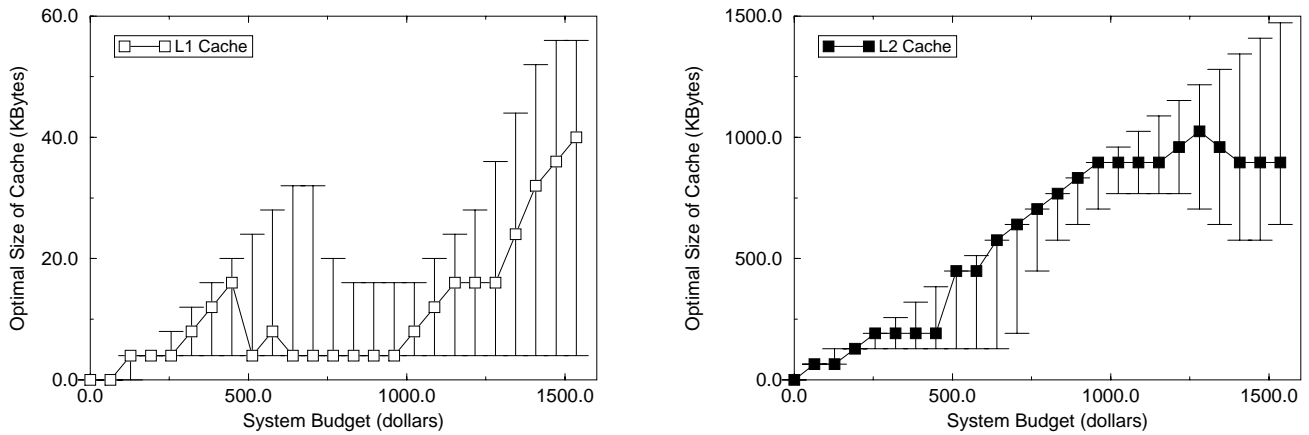 60.0
40.0
20.0
0.0
Optimal Size of Cache (KBytes)
L1 Cache
0.0 500.0 1000.0 1500.0
System Budget (dollars)
1500.0
1000.0
500.0
0.0
Optimal Size of Cache (KBytes)
L2 Cache
0.0 500.0 1000.0 1500.0
System Budget (dollars)